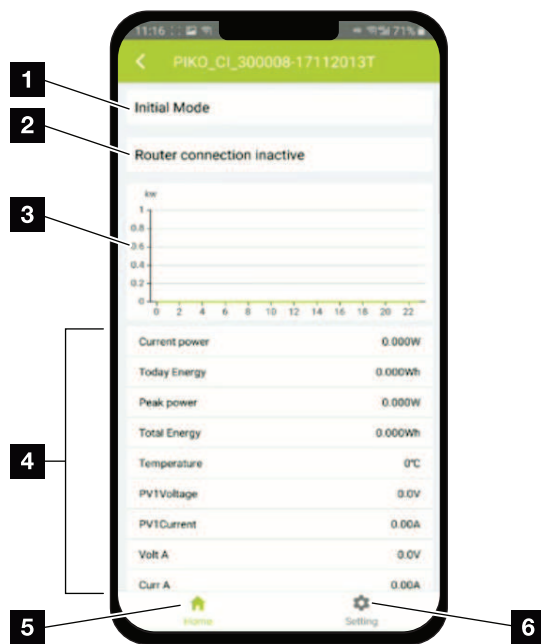 11:16 71%
PIKO_CI_300008-17112013T
1
Initial Mode
2
Router connection inactive
3
kw
1
0.8
0.6
0.4
0.2
0
0 2 4 6 8 10 12 14 16 18 20 22
4
Current power 0.000W
Today Energy 0.000Wh
Peak power 0.000W
Total Energy 0.000Wh
Temperature 0℃
PV1Voltage 0.0V
PV1Current 0.00A
Volt A 0.0V
Curr A 0.00A
5
Home
Setting
6